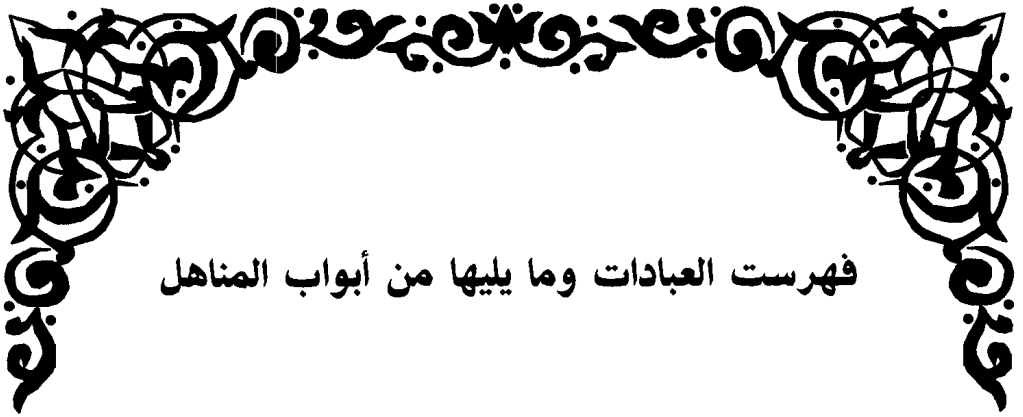 فهرست العبادات وما يليها من أبواب المناهل